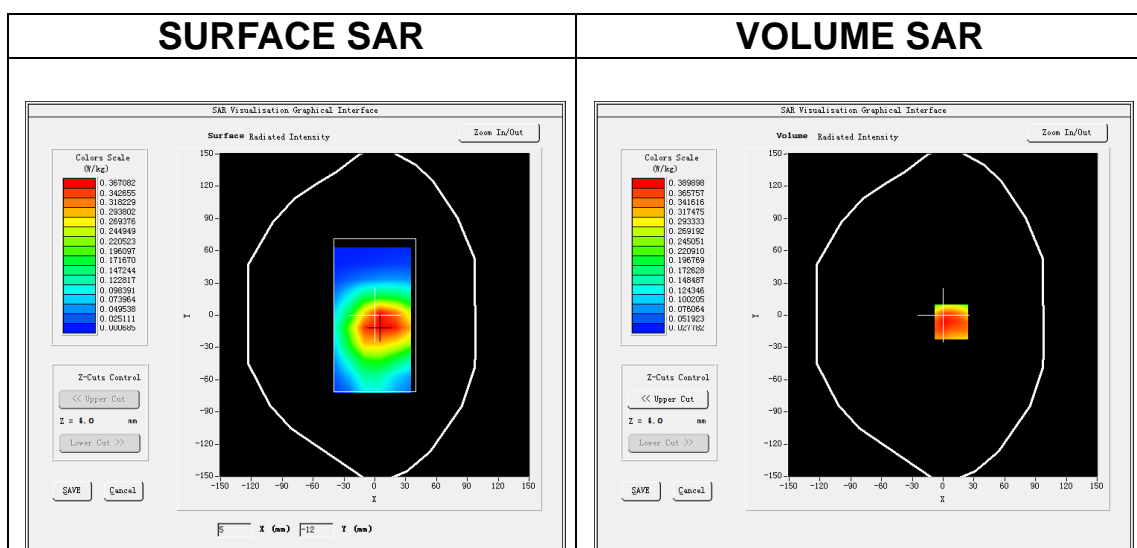 SURFACE SAR
VOLUME SAR
SAR Visualisation Graphical Interface
Surface Radiated Intensity
Zoom In/Out
Colors Scale
(W/kg)
0.367082
0.342655
0.318229
0.293802
0.269376
0.244949
0.220523
0.196097
0.171670
0.147244
0.122817
0.098391
0.073964
0.049538
0.025111
0.000685
Z-Cuts Control
<< Upper Cut
Z = 4.0 mm
Lower Cut >>
SAVE
Cancel
150
120
90
60
30
0
-30
-60
-90
-120
-150
Y
-150 -120 -90 -60 -30 0 30 60 90 120 150
X
5 X (mm) -12 Y (mm)
SAR Visualisation Graphical Interface
Volume Radiated Intensity
Zoom In/Out
Colors Scale
(W/kg)
0.389898
0.365757
0.341616
0.317475
0.293333
0.269192
0.245051
0.220910
0.196769
0.172628
0.148487
0.124346
0.100205
0.076064
0.051923
0.027782
Z-Cuts Control
<< Upper Cut
Z = 4.0 mm
Lower Cut >>
SAVE
Cancel
150
120
90
60
30
0
-30
-60
-90
-120
-150
Y
-150 -120 -90 -60 -30 0 30 60 90 120 150
X